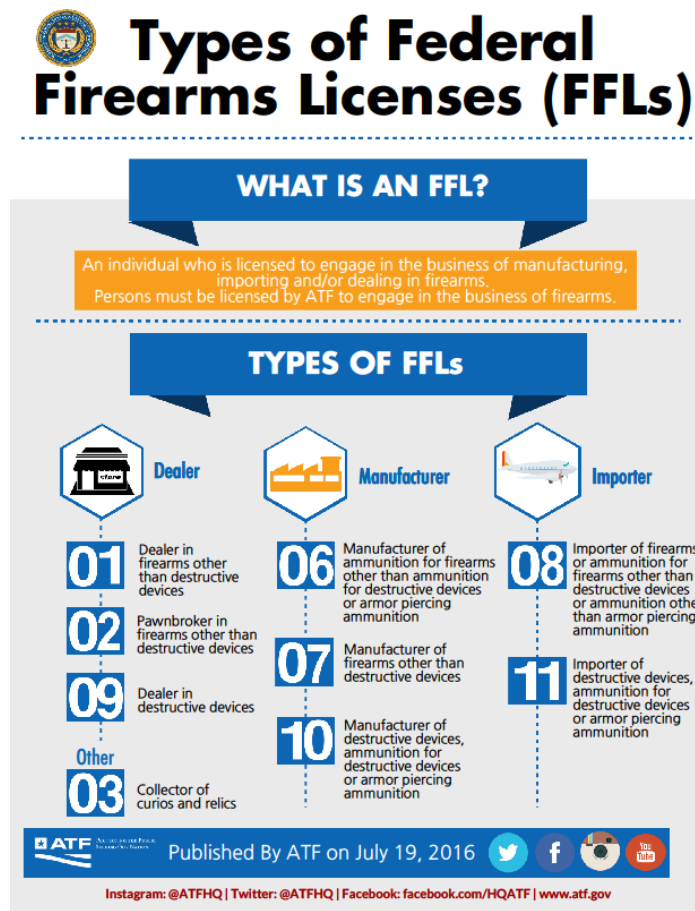 Types of Federal
Firearms Licenses (FFLs)
WHAT IS AN FFL?
An individual who is licensed to engage in the business of manufacturing,
importing and/or dealing in firearms.
Persons must be licensed by ATF to engage in the business of firearms.
TYPES OF FFLs
store
Dealer
01
Dealer in
firearms other
than destructive
devices
02
Pawnbroker in
firearms other than
destructive devices
09
Dealer in
destructive devices
Other
03
Collector of
curios and relics
Manufacturer
06
Manufacturer of
ammunition for firearms
other than ammunition
for destructive devices
or armor piercing
ammunition
07
Manufacturer of
firearms other than
destructive devices
10
Manufacturer of
destructive devices,
ammunition for
destructive devices
or armor piercing
ammunition
Importer
08
Importer of firearms
or ammunition for
firearms other than
destructive devices
or ammunition othe
than armor piercing
ammunition
11
Importer of
destructive devices,
ammunition for
destructive devices
or armor piercing
ammunition
ATF
Published By ATF on July 19, 2016
You
Tube
Instagram: @ATFHQ | Twitter: @ATFHQ | Facebook: facebook.com/HQATF | www.atf.gov